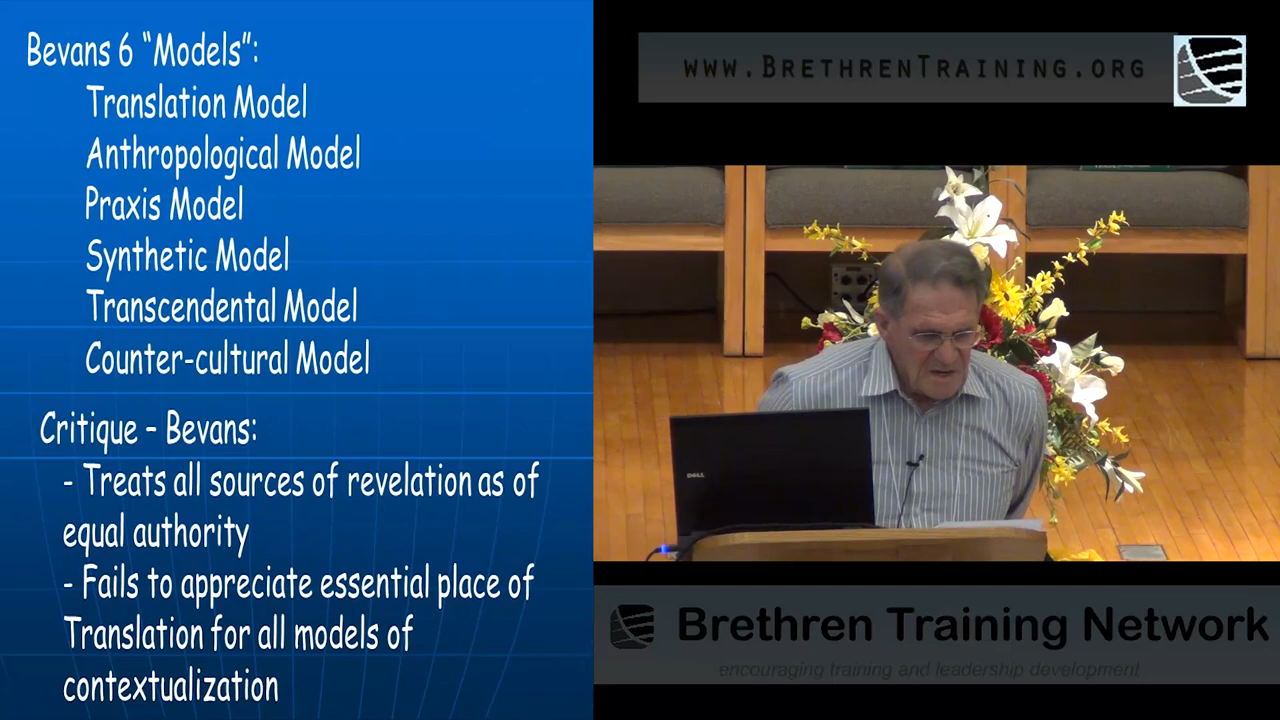 Bevans 6 “Models”:
Translation Model
Anthropological Model
Praxis Model
Synthetic Model
Transcendental Model
Counter-cultural Model
Critique – Bevans:
- Treats all sources of revelation as of
equal authority
- Fails to appreciate essential place of
Translation for all models of
contextualization
www.BrethrenTraining.org
DELL
Brethren Training Network
encouraging training and leadership development